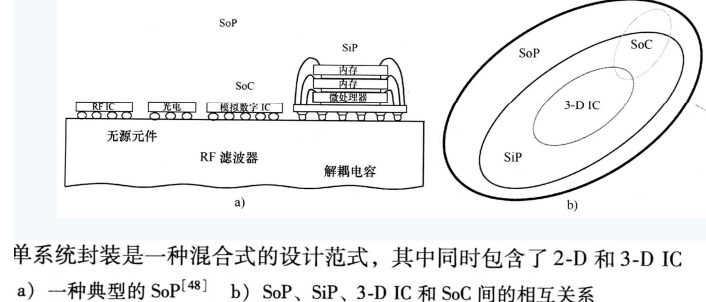 SoP
SiP
SoC
内存
内存
微处理器
RF IC
光电
模拟数字 IC
无源元件
RF 滤波器
解耦电容
a)
SoP
SoC
3-D IC
SiP
b)
单系统封装是一种混合式的设计范式，其中同时包含了 2-D 和 3-D IC
a）一种典型的 SoP[48] b）SoP、SiP、3-D IC 和 SoC 间的相互关系